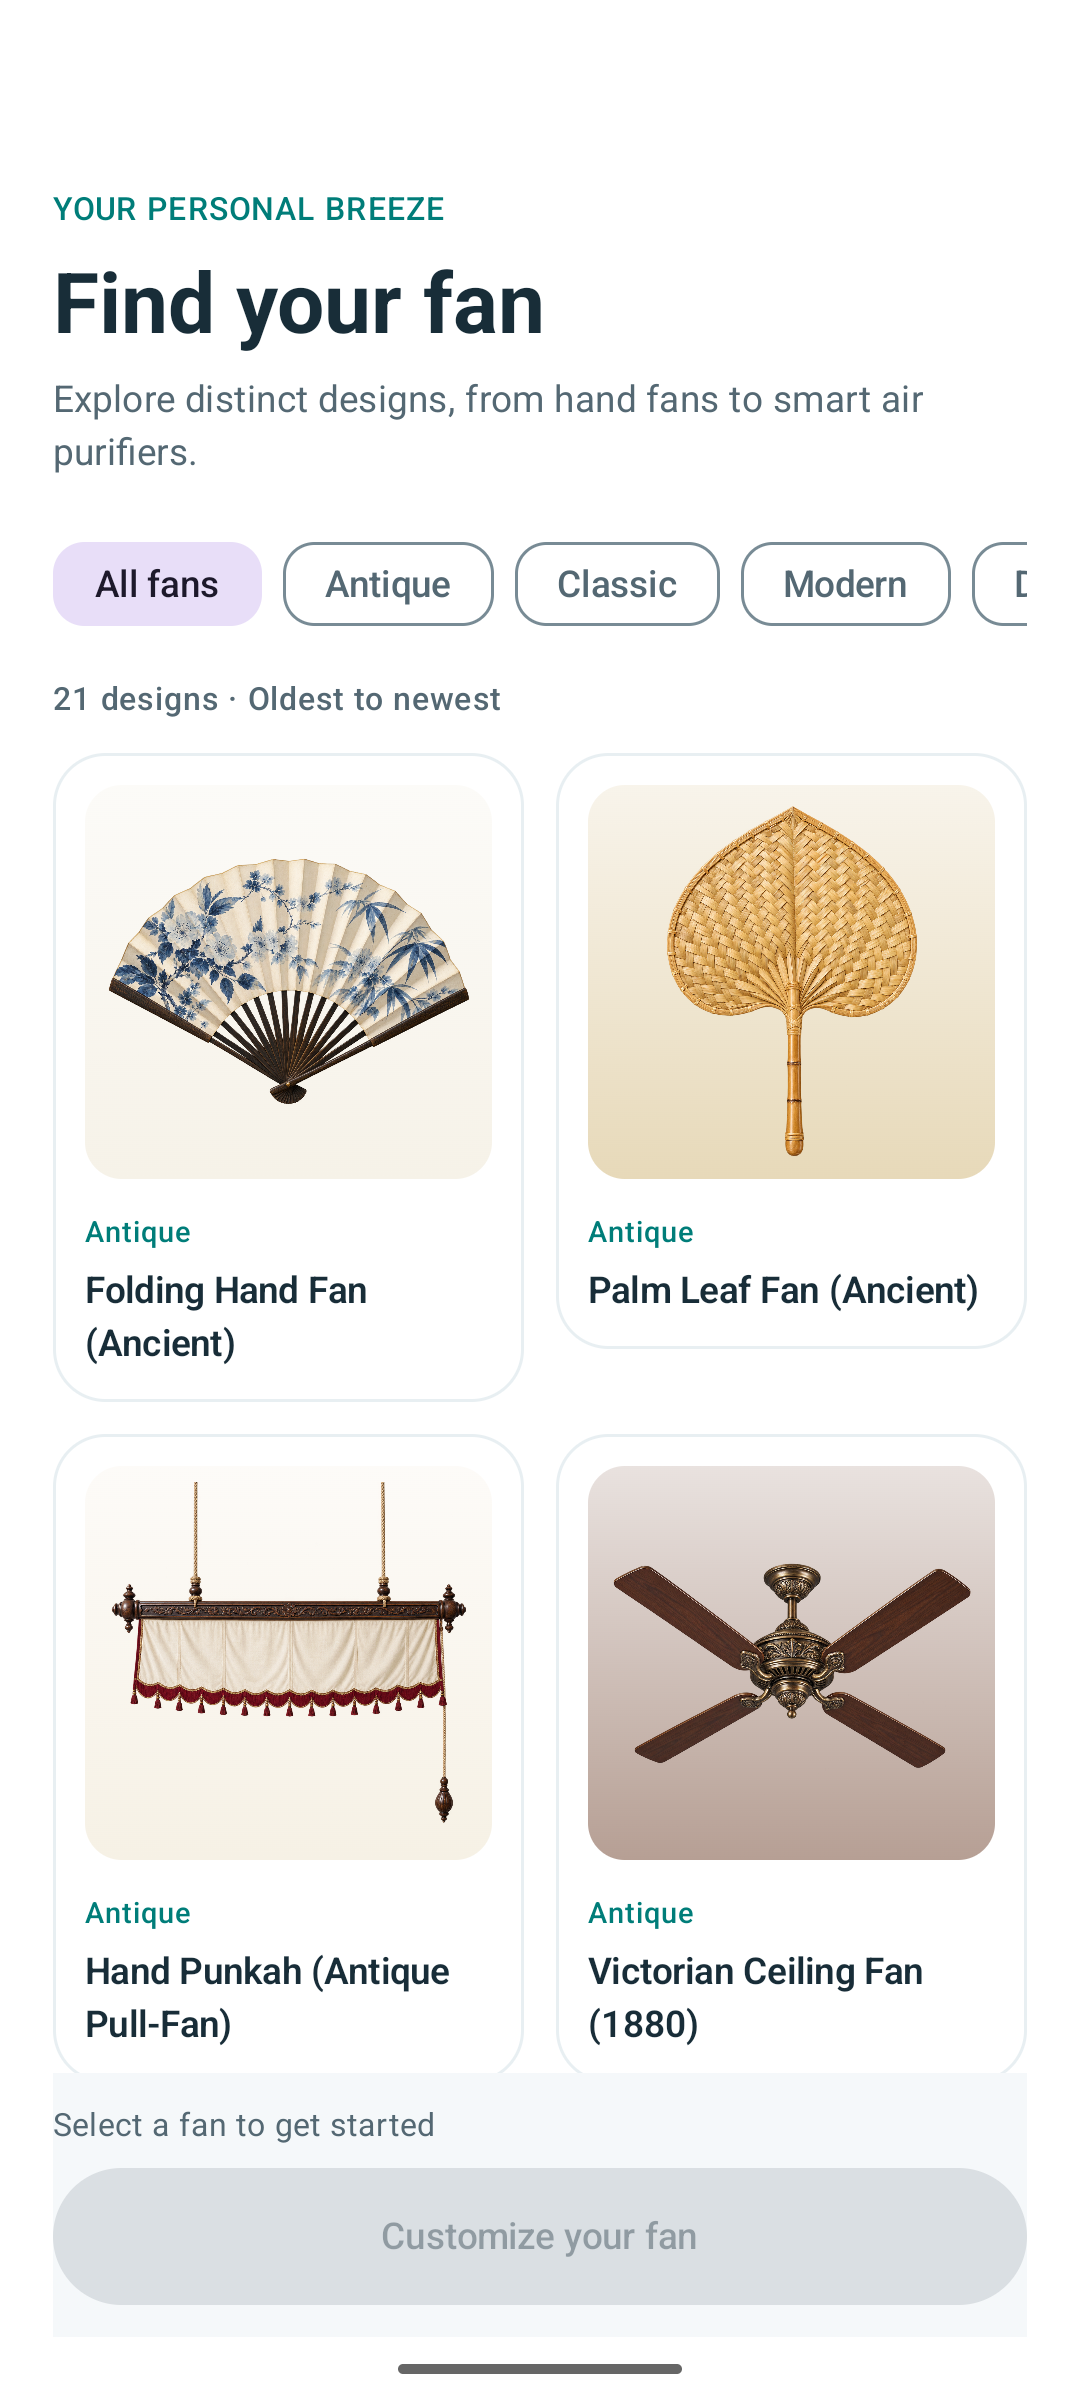 YOUR PERSONAL BREEZE
Find your fan
Explore distinct designs, from hand fans to smart air
purifiers.
All fans
Antique
Classic
Modern
21 designs · Oldest to newest
Antique
Folding Hand Fan
(Ancient)
Antique
Palm Leaf Fan (Ancient)
Antique
Hand Punkah (Antique
Pull-Fan)
Antique
Victorian Ceiling Fan
(1880)
Select a fan to get started
Customize your fan